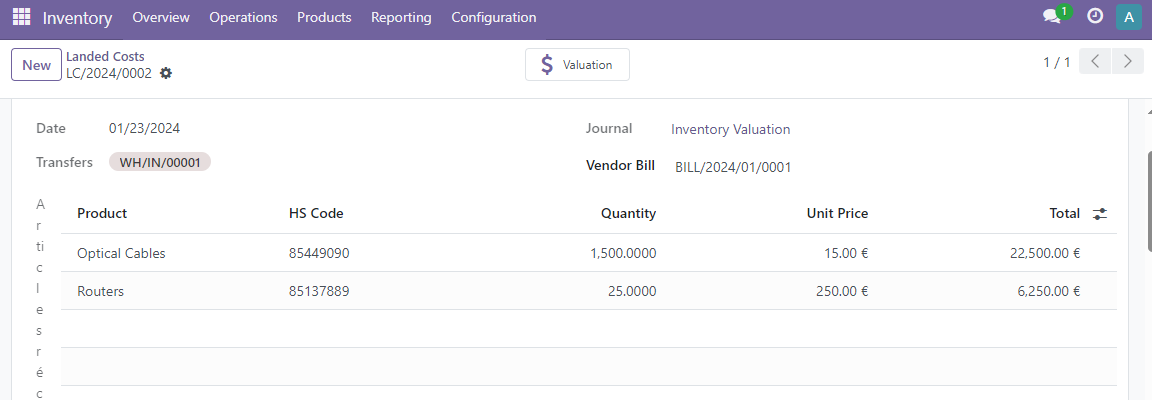 Inventory Overview Operations Products Reporting Configuration 1 A
New Landed Costs
LC/2024/0002
$ Valuation
1 / 1
Date 01/23/2024 Journal Inventory Valuation
Transfers WH/IN/00001 Vendor Bill BILL/2024/01/0001
A
r
ti
c
l
e
s
r
é
c
Product HS Code Quantity Unit Price Total
Optical Cables 85449090 1,500.0000 15.00 € 22,500.00 €
Routers 85137889 25.0000 250.00 € 6,250.00 €